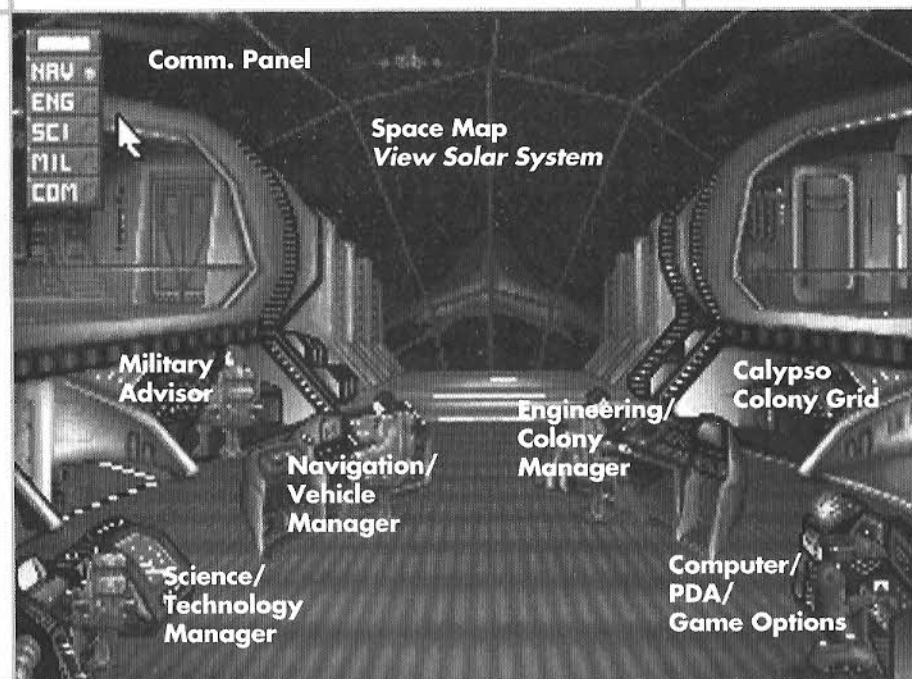 Comm. Panel
NAV
ENG
SCI
MIL
COM
Space Map
View Solar System
Military
Advisor
Calypso
Colony Grid
Engineering/
Colony
Manager
Navigation/
Vehicle
Manager
Science/
Technology
Manager
Computer/
PDA/
Game Options